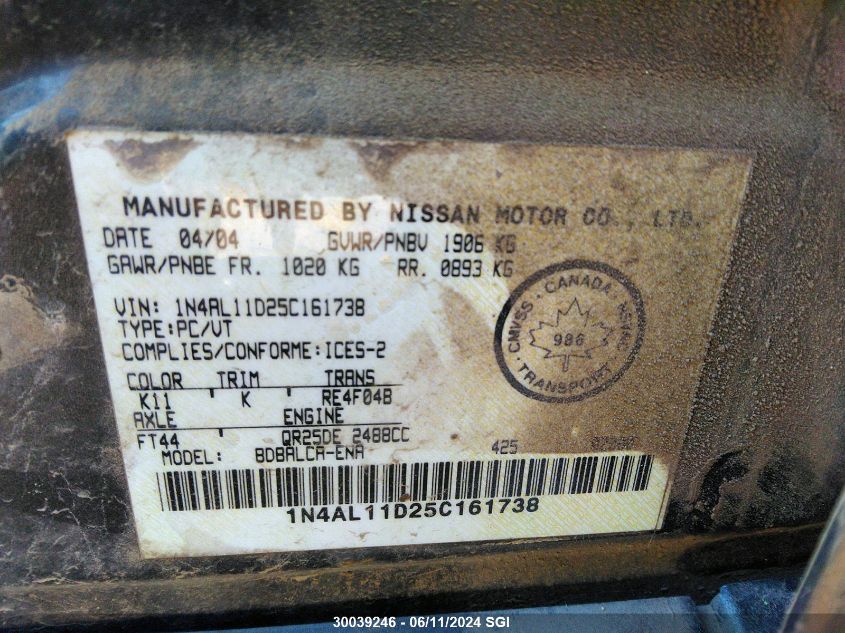 MANUFACTURED BY NISSAN MOTOR CO., LTD.
DATE 04/04 GVWR/PNBV 1906 KG
GAWR/PNBE FR. 1020 KG RR. 0893 KG
VIN: 1N4AL11D25C161738
TYPE:PC/VT
COMPLIES/CONFORME:ICES-2
COLOR TRIM TRANS
K11 ' K ' RE4F04B
AXLE ENGINE
FT44 ' QR25DE 2488CC
MODEL: BDBALCA-ENA 425
1N4AL11D25C161738
CMVSS · CANADA · NSVAC
986
· TRANSPORT ·
30039246 - 06/11/2024 SGI